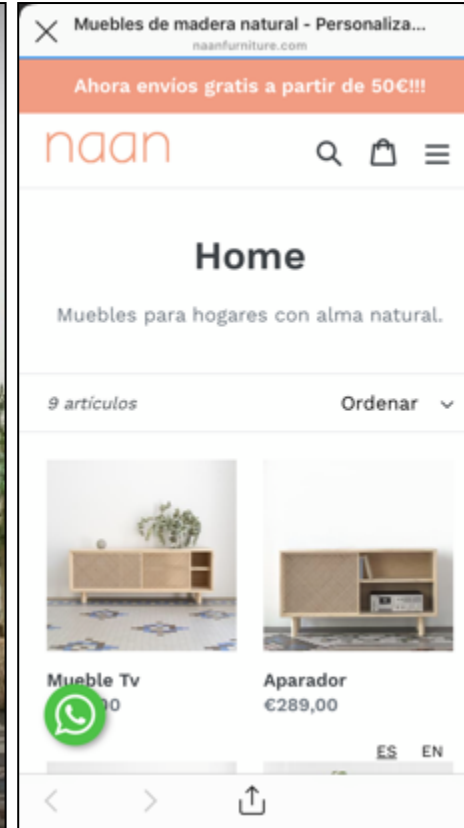 Muebles de madera natural - Personaliza...
naanfurniture.com
Ahora envíos gratis a partir de 50€!!!
naan
Home
Muebles para hogares con alma natural.
9 artículos
Ordenar
Mueble Tv
Aparador
€289,00
ES EN